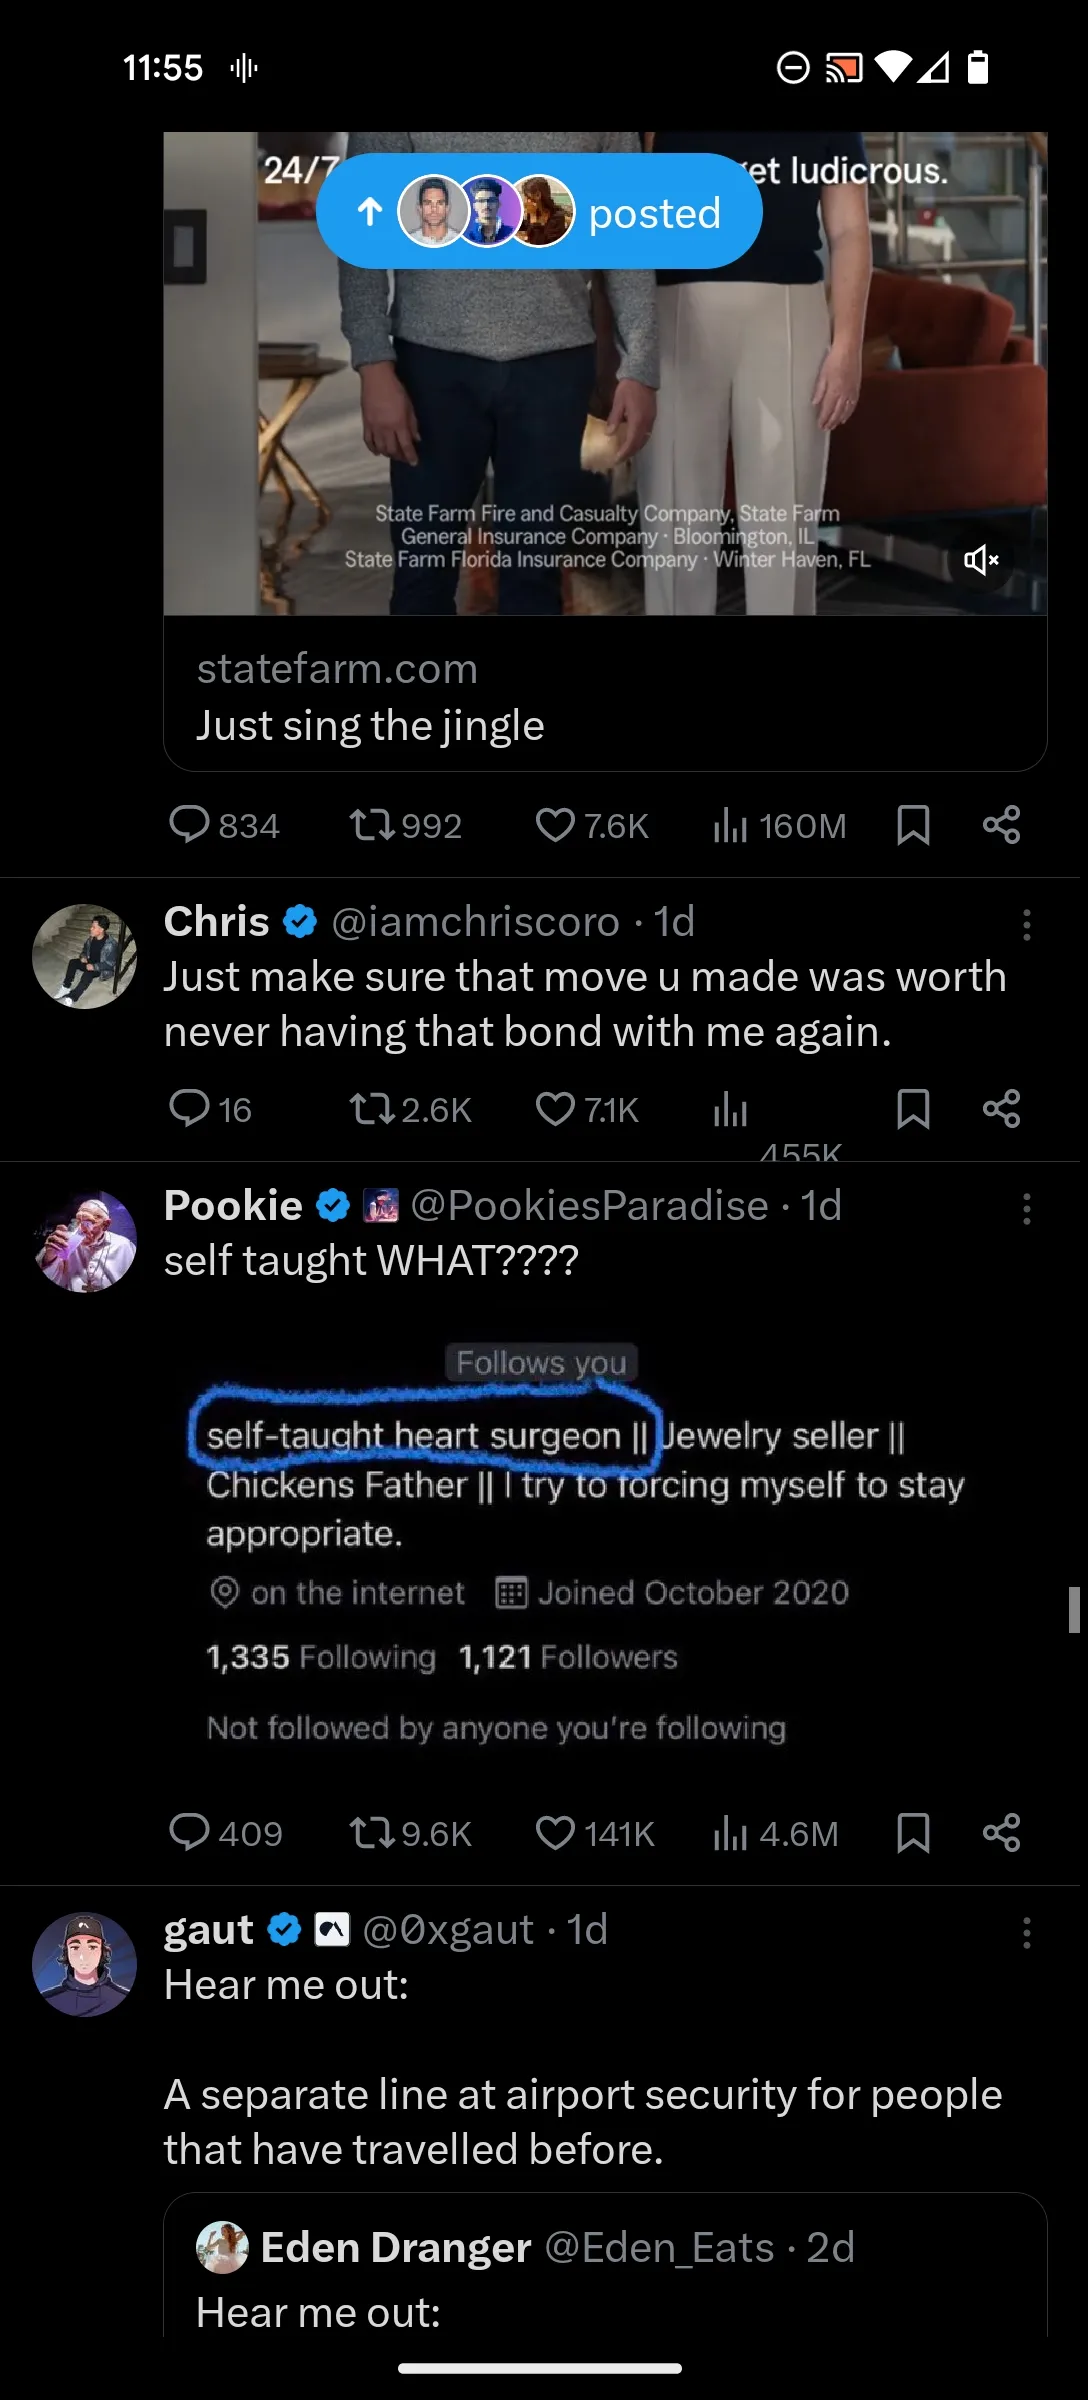 11:55
24/7
et ludicrous.
posted
State Farm Fire and Casualty Company, State Farm
General Insurance Company · Bloomington, IL
State Farm Florida Insurance Company · Winter Haven, FL
statefarm.com
Just sing the jingle
834 992 7.6K 160M
Chris @iamchriscoro · 1d
Just make sure that move u made was worth
never having that bond with me again.
16 2.6K 7.1K 455K
Pookie @PookiesParadise · 1d
self taught WHAT????
Follows you
self-taught heart surgeon || Jewelry seller ||
Chickens Father || I try to forcing myself to stay
appropriate.
on the internet Joined October 2020
1,335 Following 1,121 Followers
Not followed by anyone you're following
409 9.6K 141K 4.6M
gaut @0xgaut · 1d
Hear me out:
A separate line at airport security for people
that have travelled before.
Eden Dranger @Eden_Eats · 2d
Hear me out: